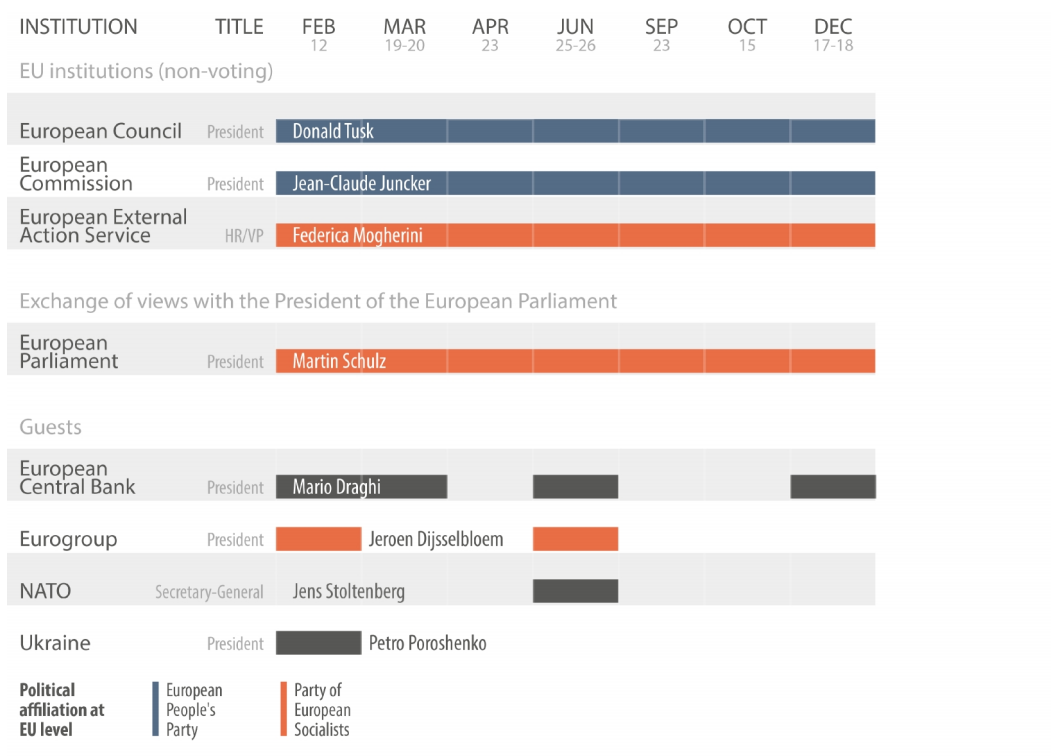 INSTITUTION TITLE FEB MAR APR JUN SEP OCT DEC
12 19-20 23 25-26 23 15 17-18
EU institutions (non-voting)
European Council President Donald Tusk
European
Commission President Jean-Claude Juncker
European External
Action Service HR/VP Federica Mogherini
Exchange of views with the President of the European Parliament
European
Parliament President Martin Schulz
Guests
European
Central Bank President Mario Draghi
Eurogroup President Jeroen Dijsselbloem
NATO Secretary-General Jens Stoltenberg
Ukraine President Petro Poroshenko
Political European Party of
affiliation at People's European
EU level Party Socialists